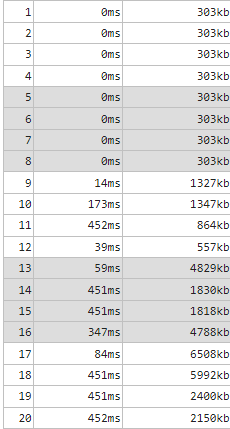 1 0ms 303kb
2 0ms 303kb
3 0ms 303kb
4 0ms 303kb
5 0ms 303kb
6 0ms 303kb
7 0ms 303kb
8 0ms 303kb
9 14ms 1327kb
10 173ms 1347kb
11 452ms 864kb
12 39ms 557kb
13 59ms 4829kb
14 451ms 1830kb
15 451ms 1818kb
16 347ms 4788kb
17 84ms 6508kb
18 451ms 5992kb
19 451ms 2400kb
20 452ms 2150kb